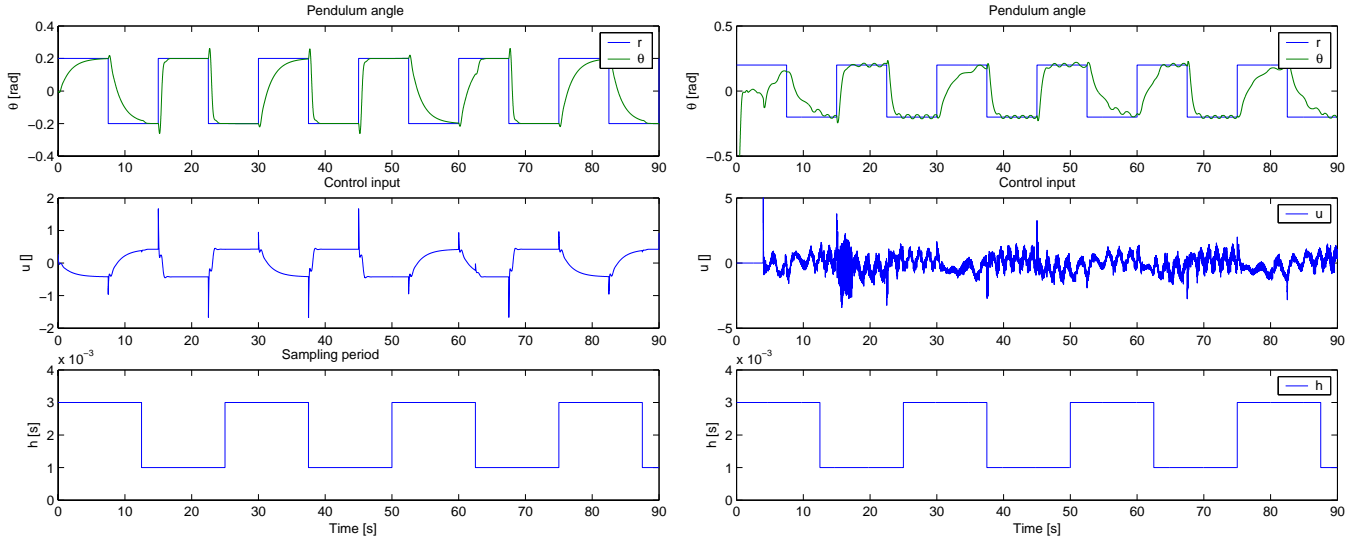 Pendulum angle
0.4
0.2
0
−0.2
−0.4
θ [rad]
r
θ
0 10 20 30 40 50 60 70 80 90
Control input
2
1
0
−1
−2
u []
0 10 20 30 40 50 60 70 80 90
x 10⁻³
Sampling period
4
3
2
1
0
h [s]
0 10 20 30 40 50 60 70 80 90
Time [s]
Pendulum angle
0.5
0
−0.5
θ [rad]
r
θ
0 10 20 30 40 50 60 70 80 90
Control input
5
0
−5
u []
u
0 10 20 30 40 50 60 70 80 90
x 10⁻³
4
3
2
1
0
h [s]
h
0 10 20 30 40 50 60 70 80 90
Time [s]